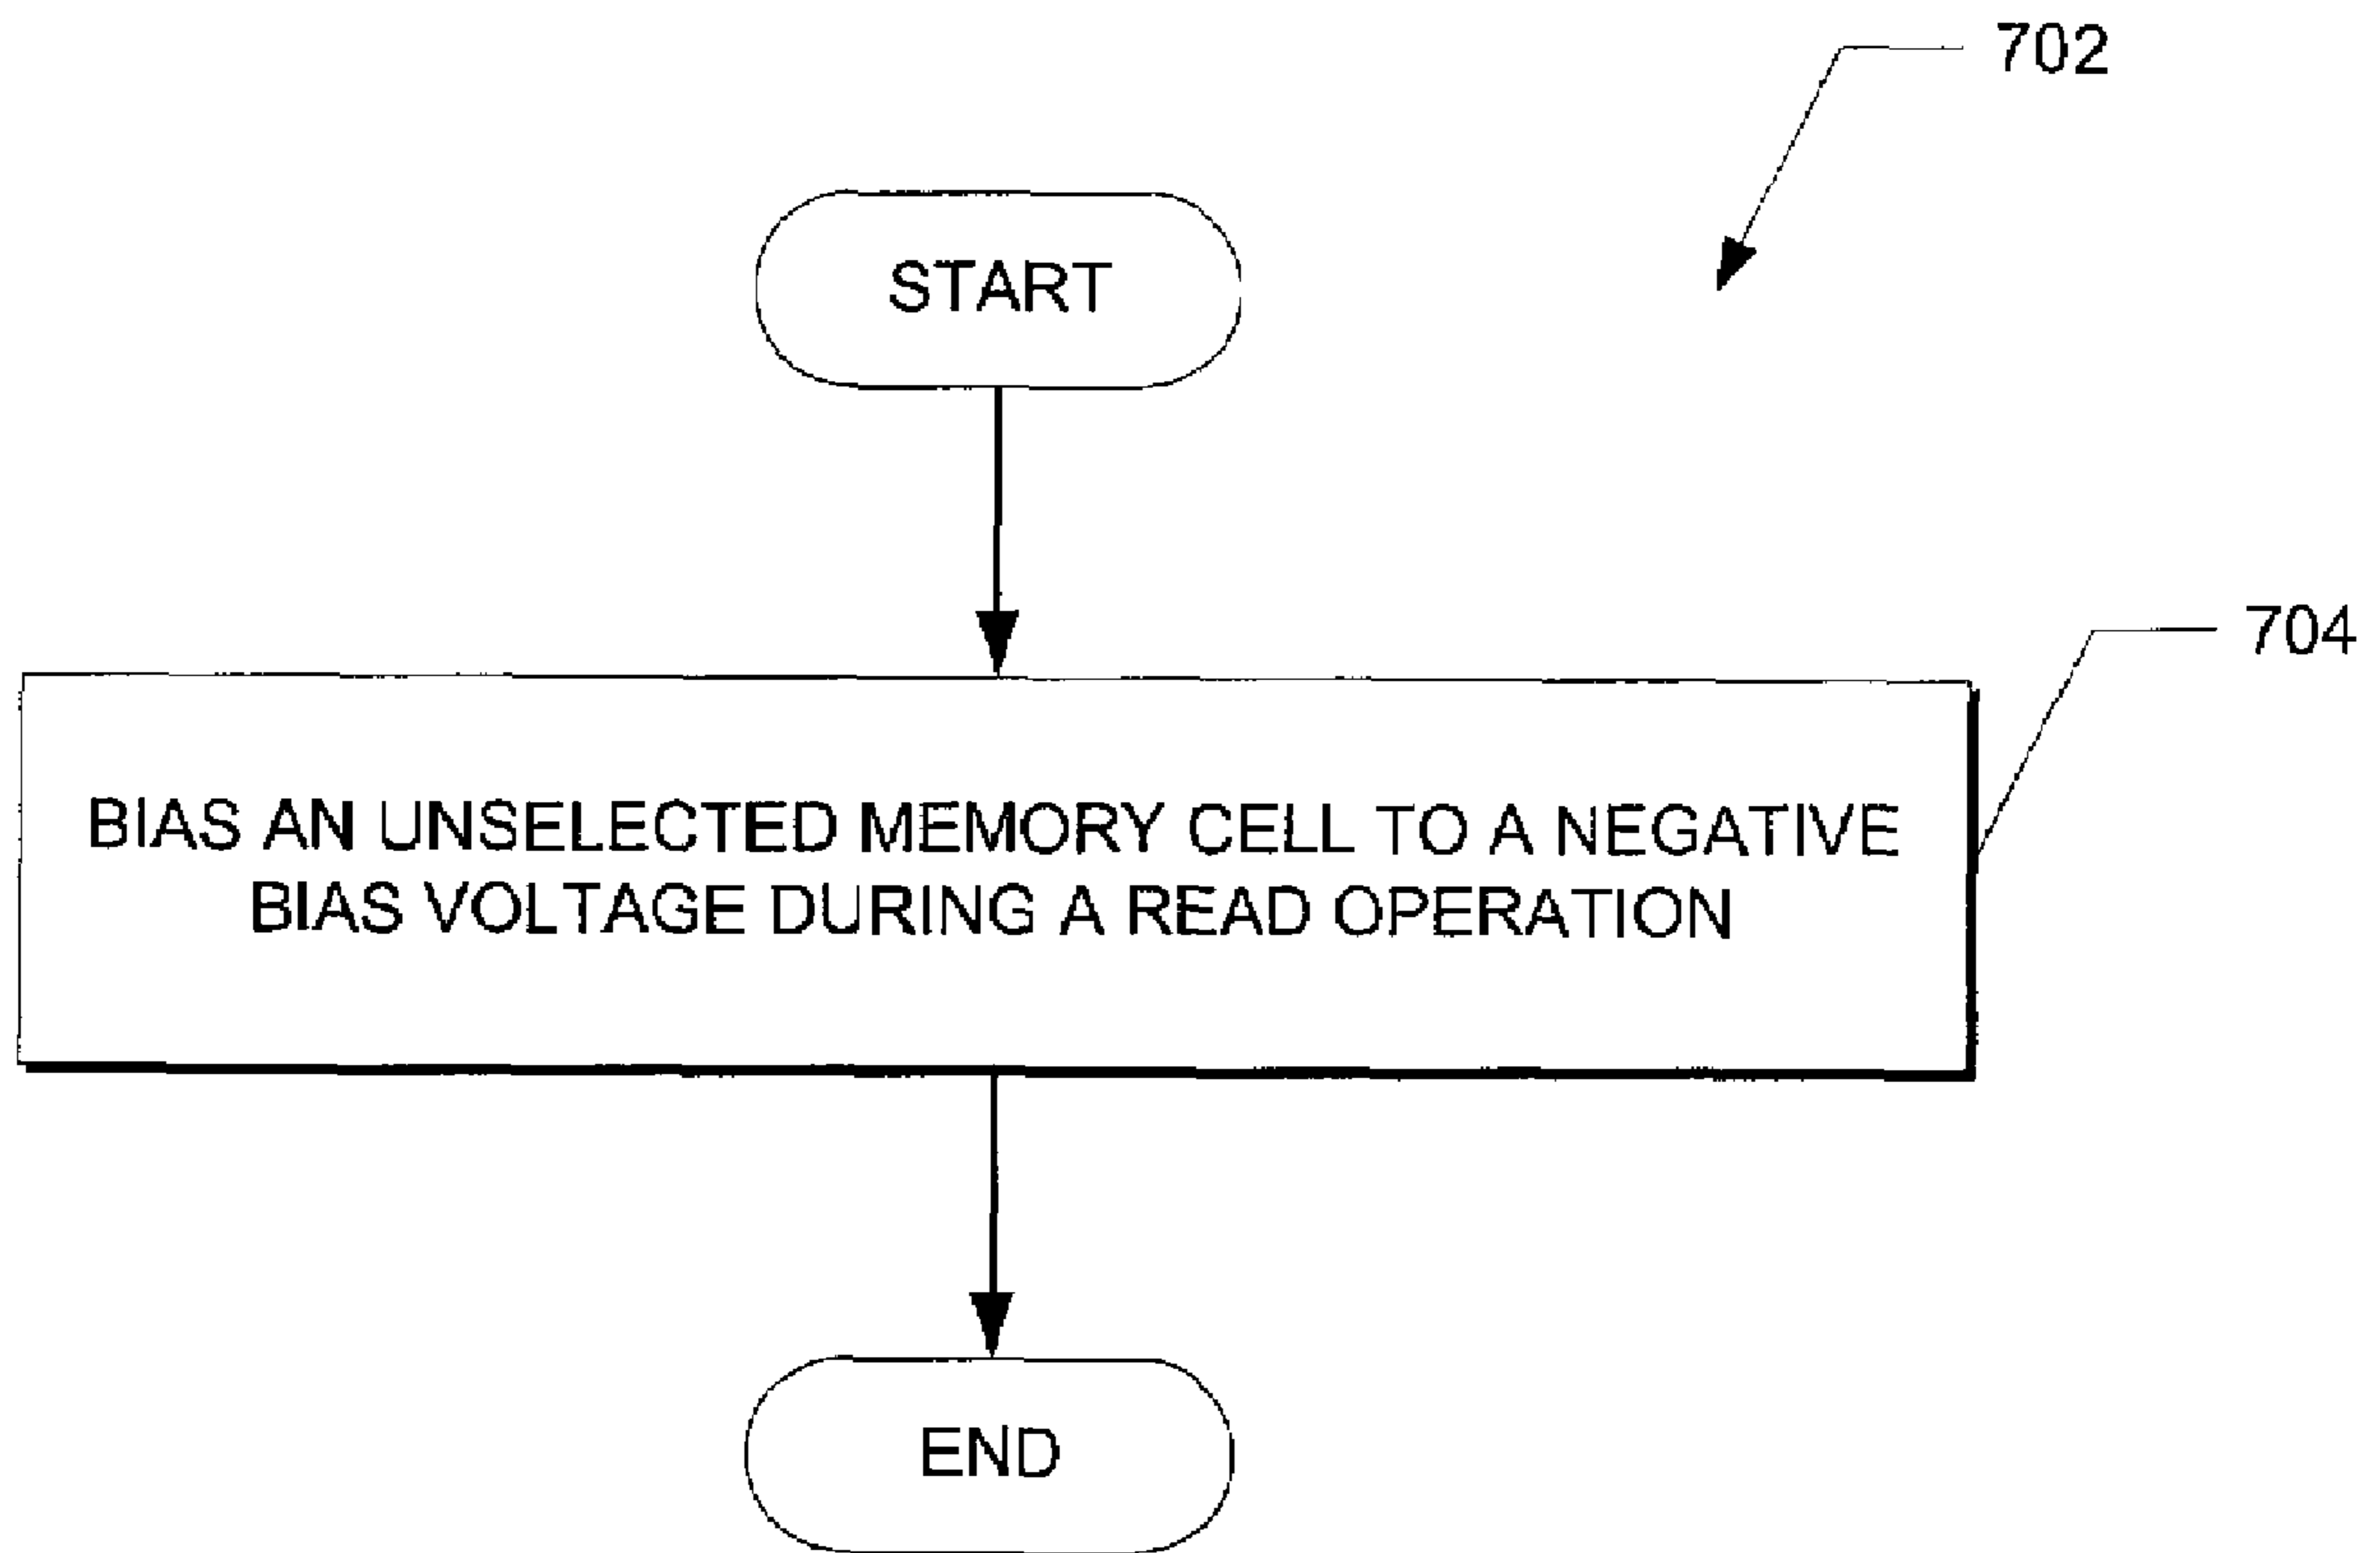 702
START
704
BIAS AN UNSELECTED MEMORY CELL TO A NEGATIVE
BIAS VOLTAGE DURING A READ OPERATION
END